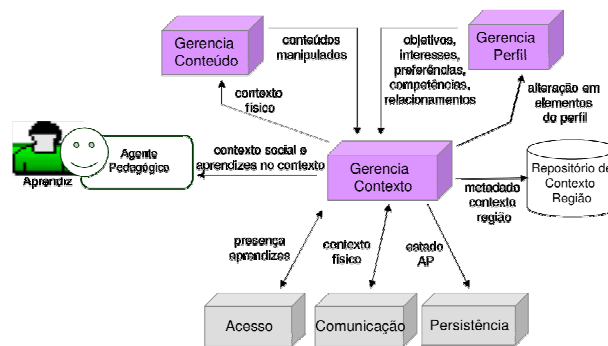 Gerencia
Conteúdo
conteúdos
manipulados
objetivos,
interesses,
preferências,
competências,
relacionamentos
Gerencia
Perfil
contexto
físico
alteração em
elementos
do perfil
Aprendiz
Agente
Pedagógico
contexto social e
aprendizes no contexto
Gerencia
Contexto
metadado
contexto
região
Repositório de
Contexto
Região
presença
aprendizes
contexto
físico
estado
AP
Acesso
Comunicação
Persistência